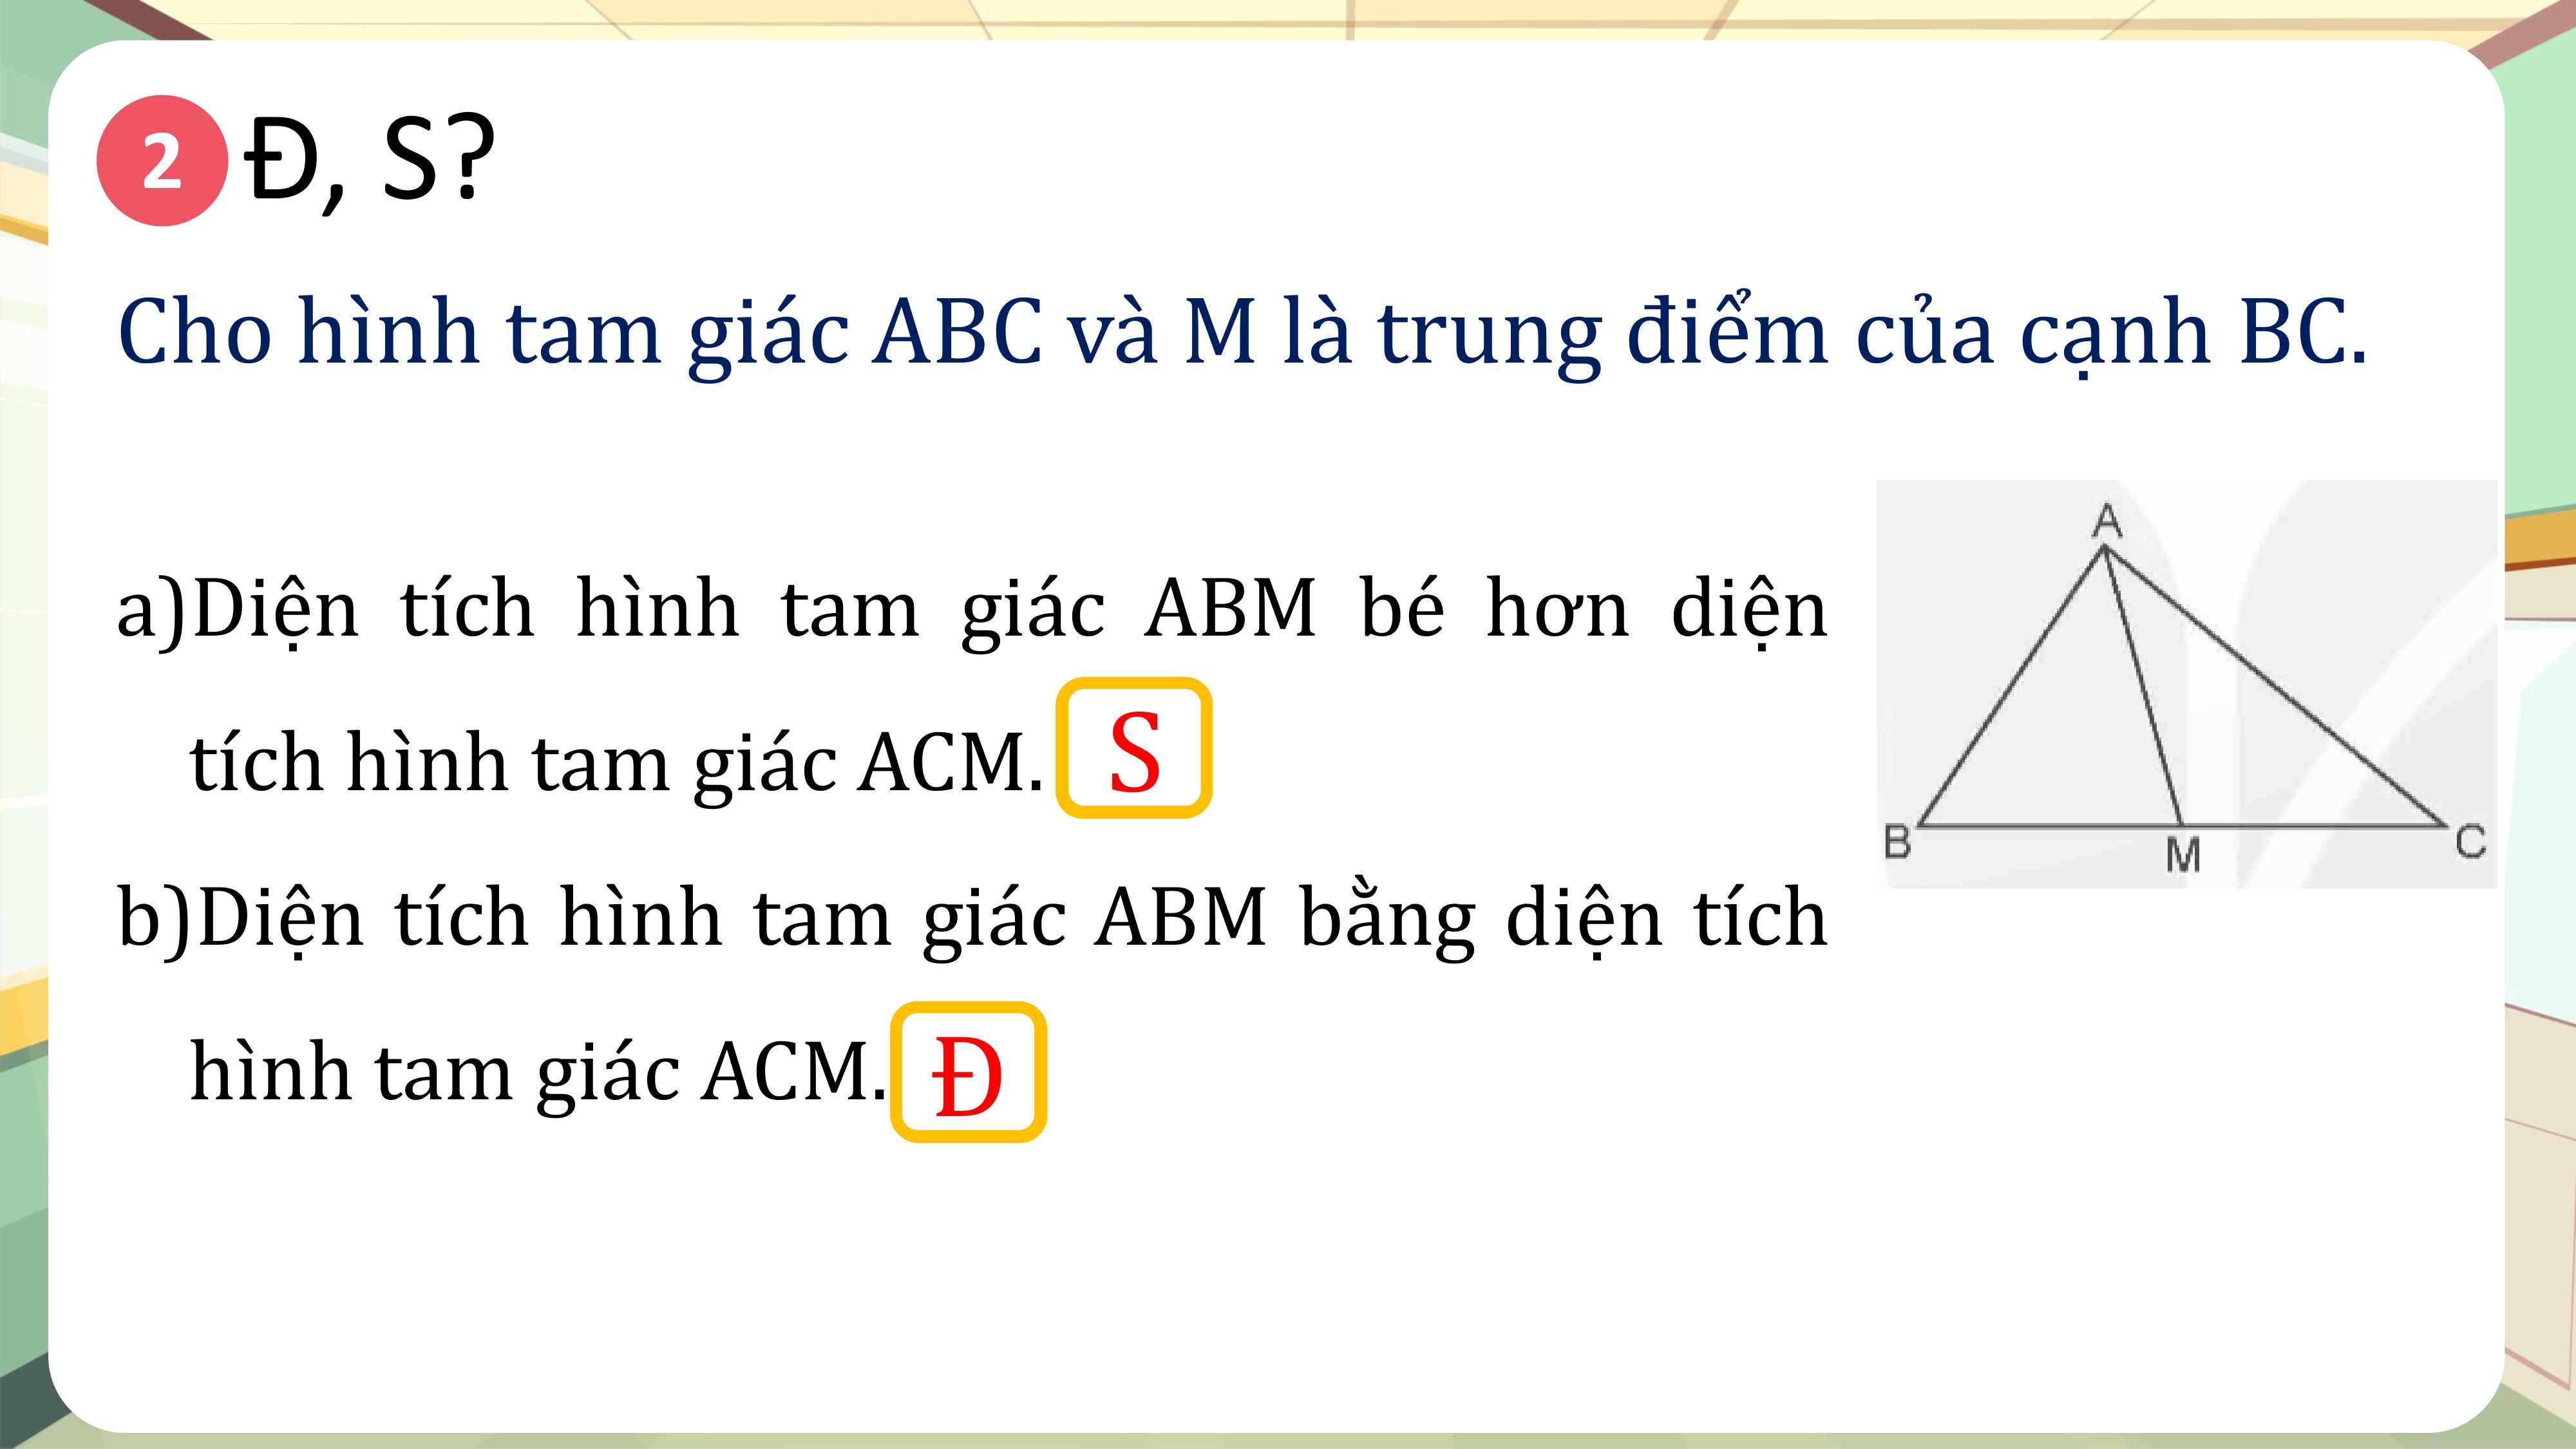 2 Đ, S?
Cho hình tam giác ABC và M là trung điểm của cạnh BC.
a)Diện tích hình tam giác ABM bé hơn diện
tích hình tam giác ACM. S
b)Diện tích hình tam giác ABM bằng diện tích
hình tam giác ACM. Đ
A
B
M
C